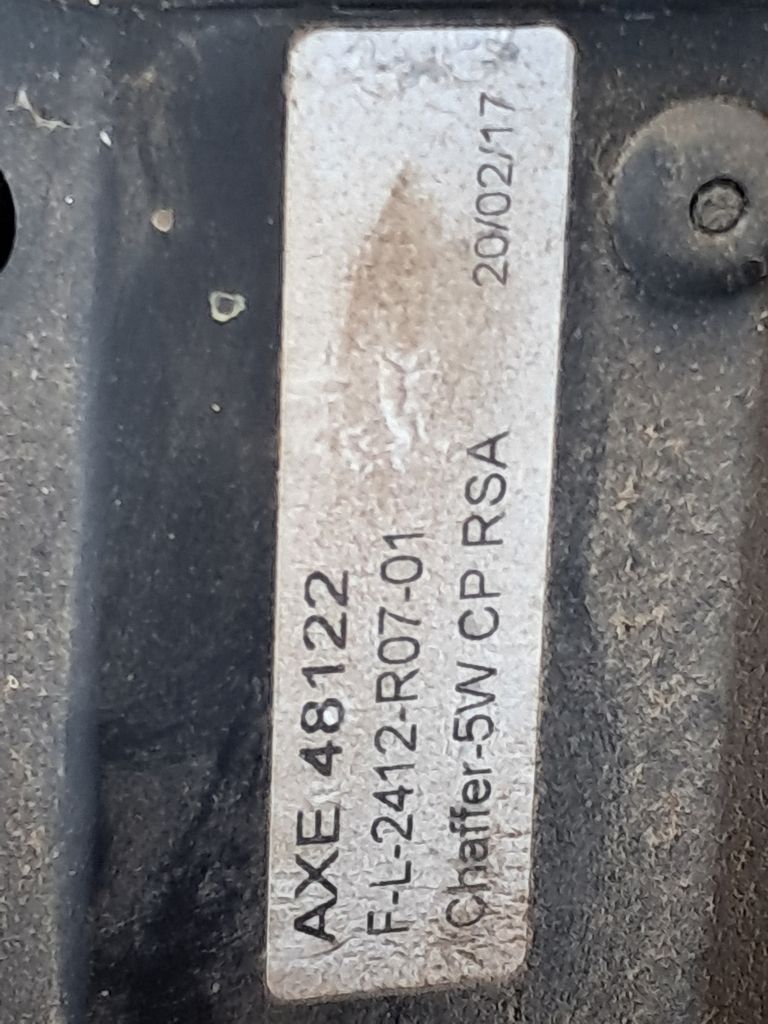 AXE 48122
F-L-2412-R07-01
Chaffer-5W CP RSA 20/02/17